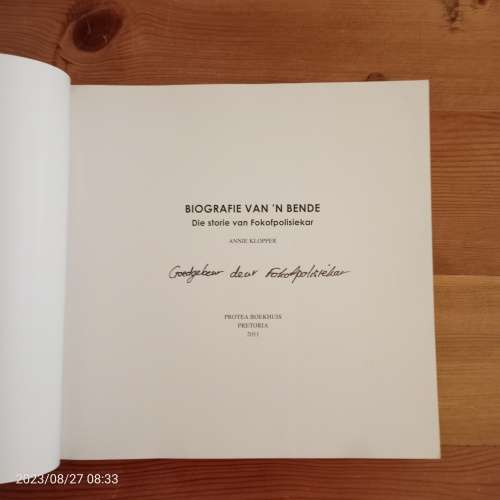 BIOGRAFIE VAN 'N BENDE
Die storie van Fokofpolisiekar
ANNIE KLOPPER
Goedgekeur deur Fokofpolisiekar
PROTEA BOEKHUIS
PRETORIA
2011
2023/08/27 08:33